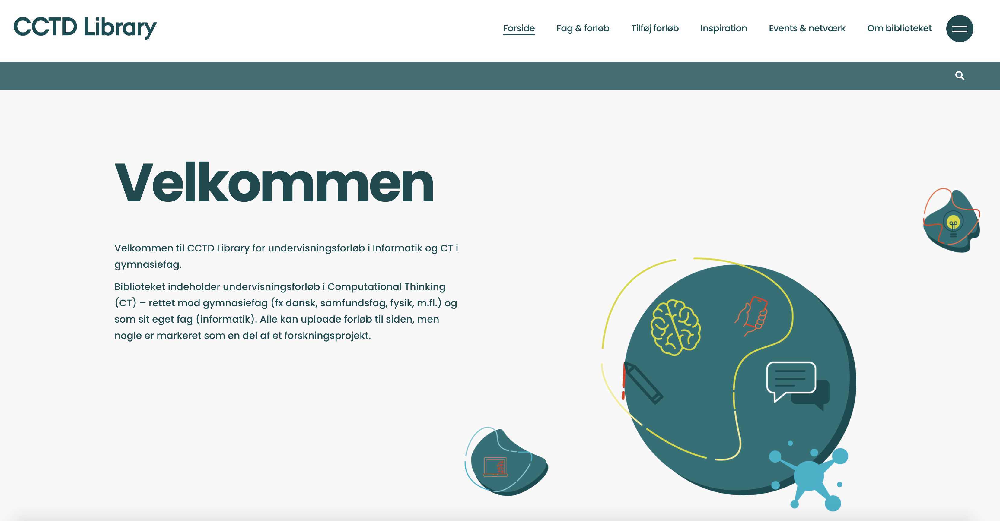 CCTD Library
Forside
Fag & forløb
Tilføj forløb
Inspiration
Events & netværk
Om biblioteket
Velkommen
Velkommen til CCTD Library for undervisningsforløb i Informatik og CT i
gymnasiefag.
Biblioteket indeholder undervisningsforløb i Computational Thinking
(CT) – rettet mod gymnasiefag (fx dansk, samfundsfag, fysik, m.fl.) og
som sit eget fag (informatik). Alle kan uploade forløb til siden, men
nogle er markeret som en del af et forskningsprojekt.